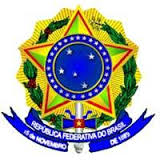 REPÚBLICA FEDERATIVA DO BRASIL
15 de NOVEMBRO DE 1889